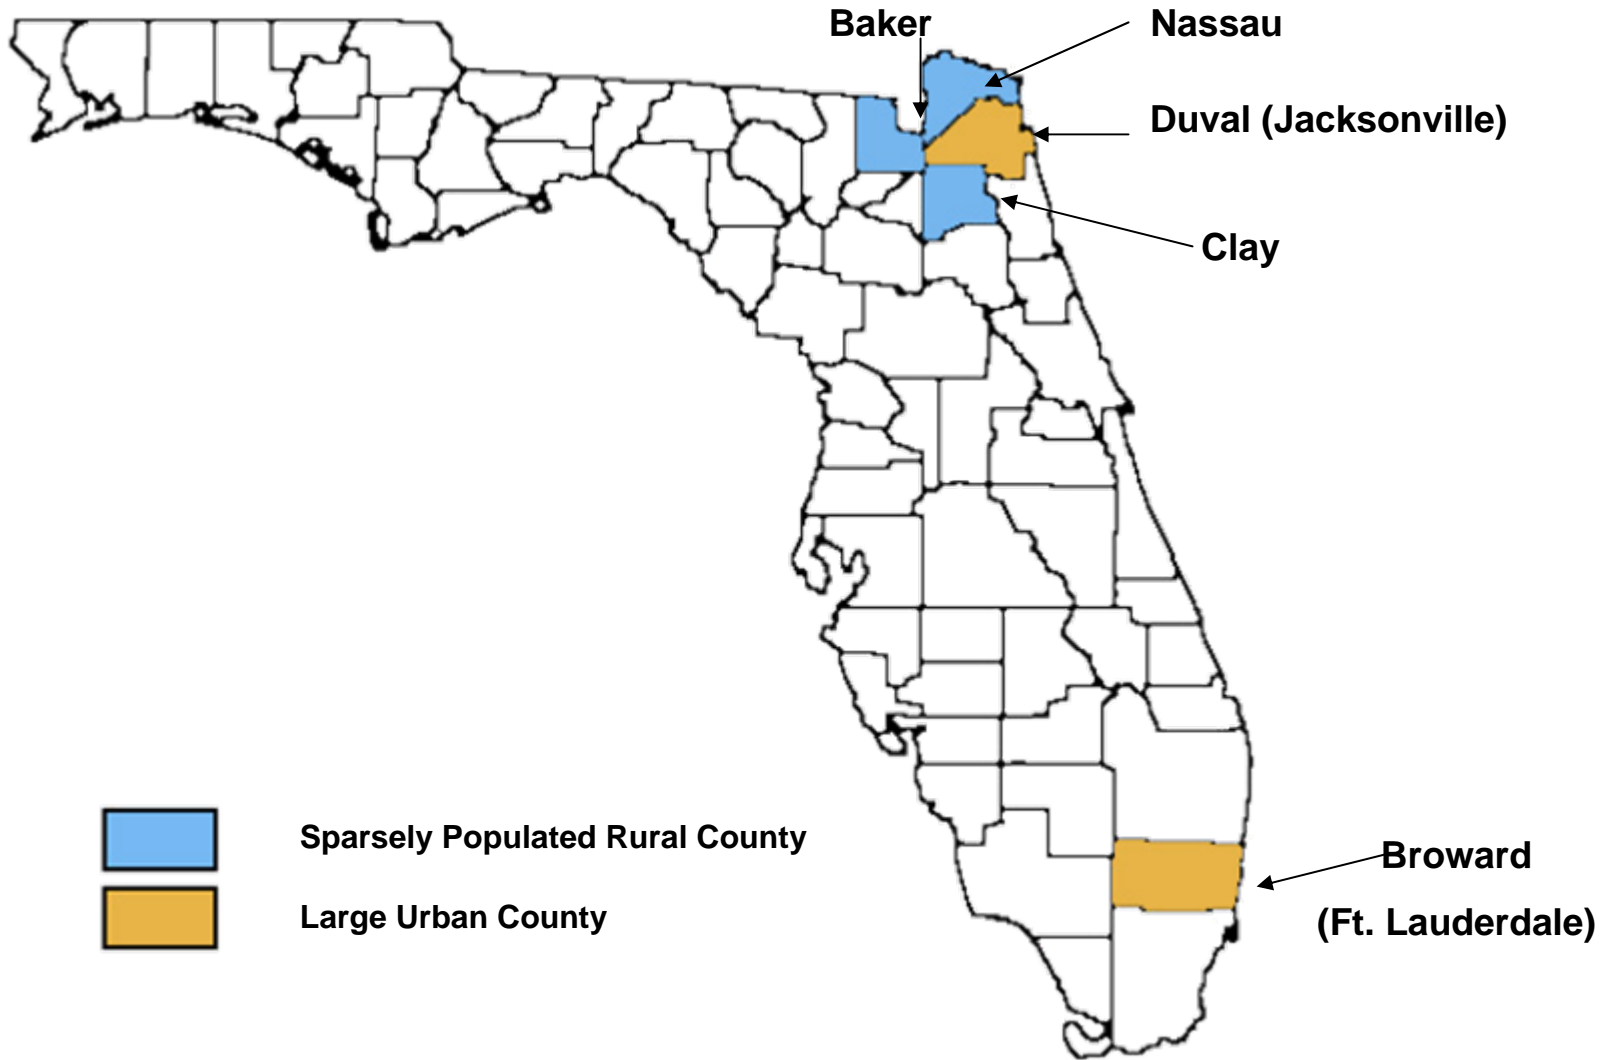 Baker
Nassau
Duval (Jacksonville)
Clay
Sparsely Populated Rural County
Large Urban County
Broward
(Ft. Lauderdale)